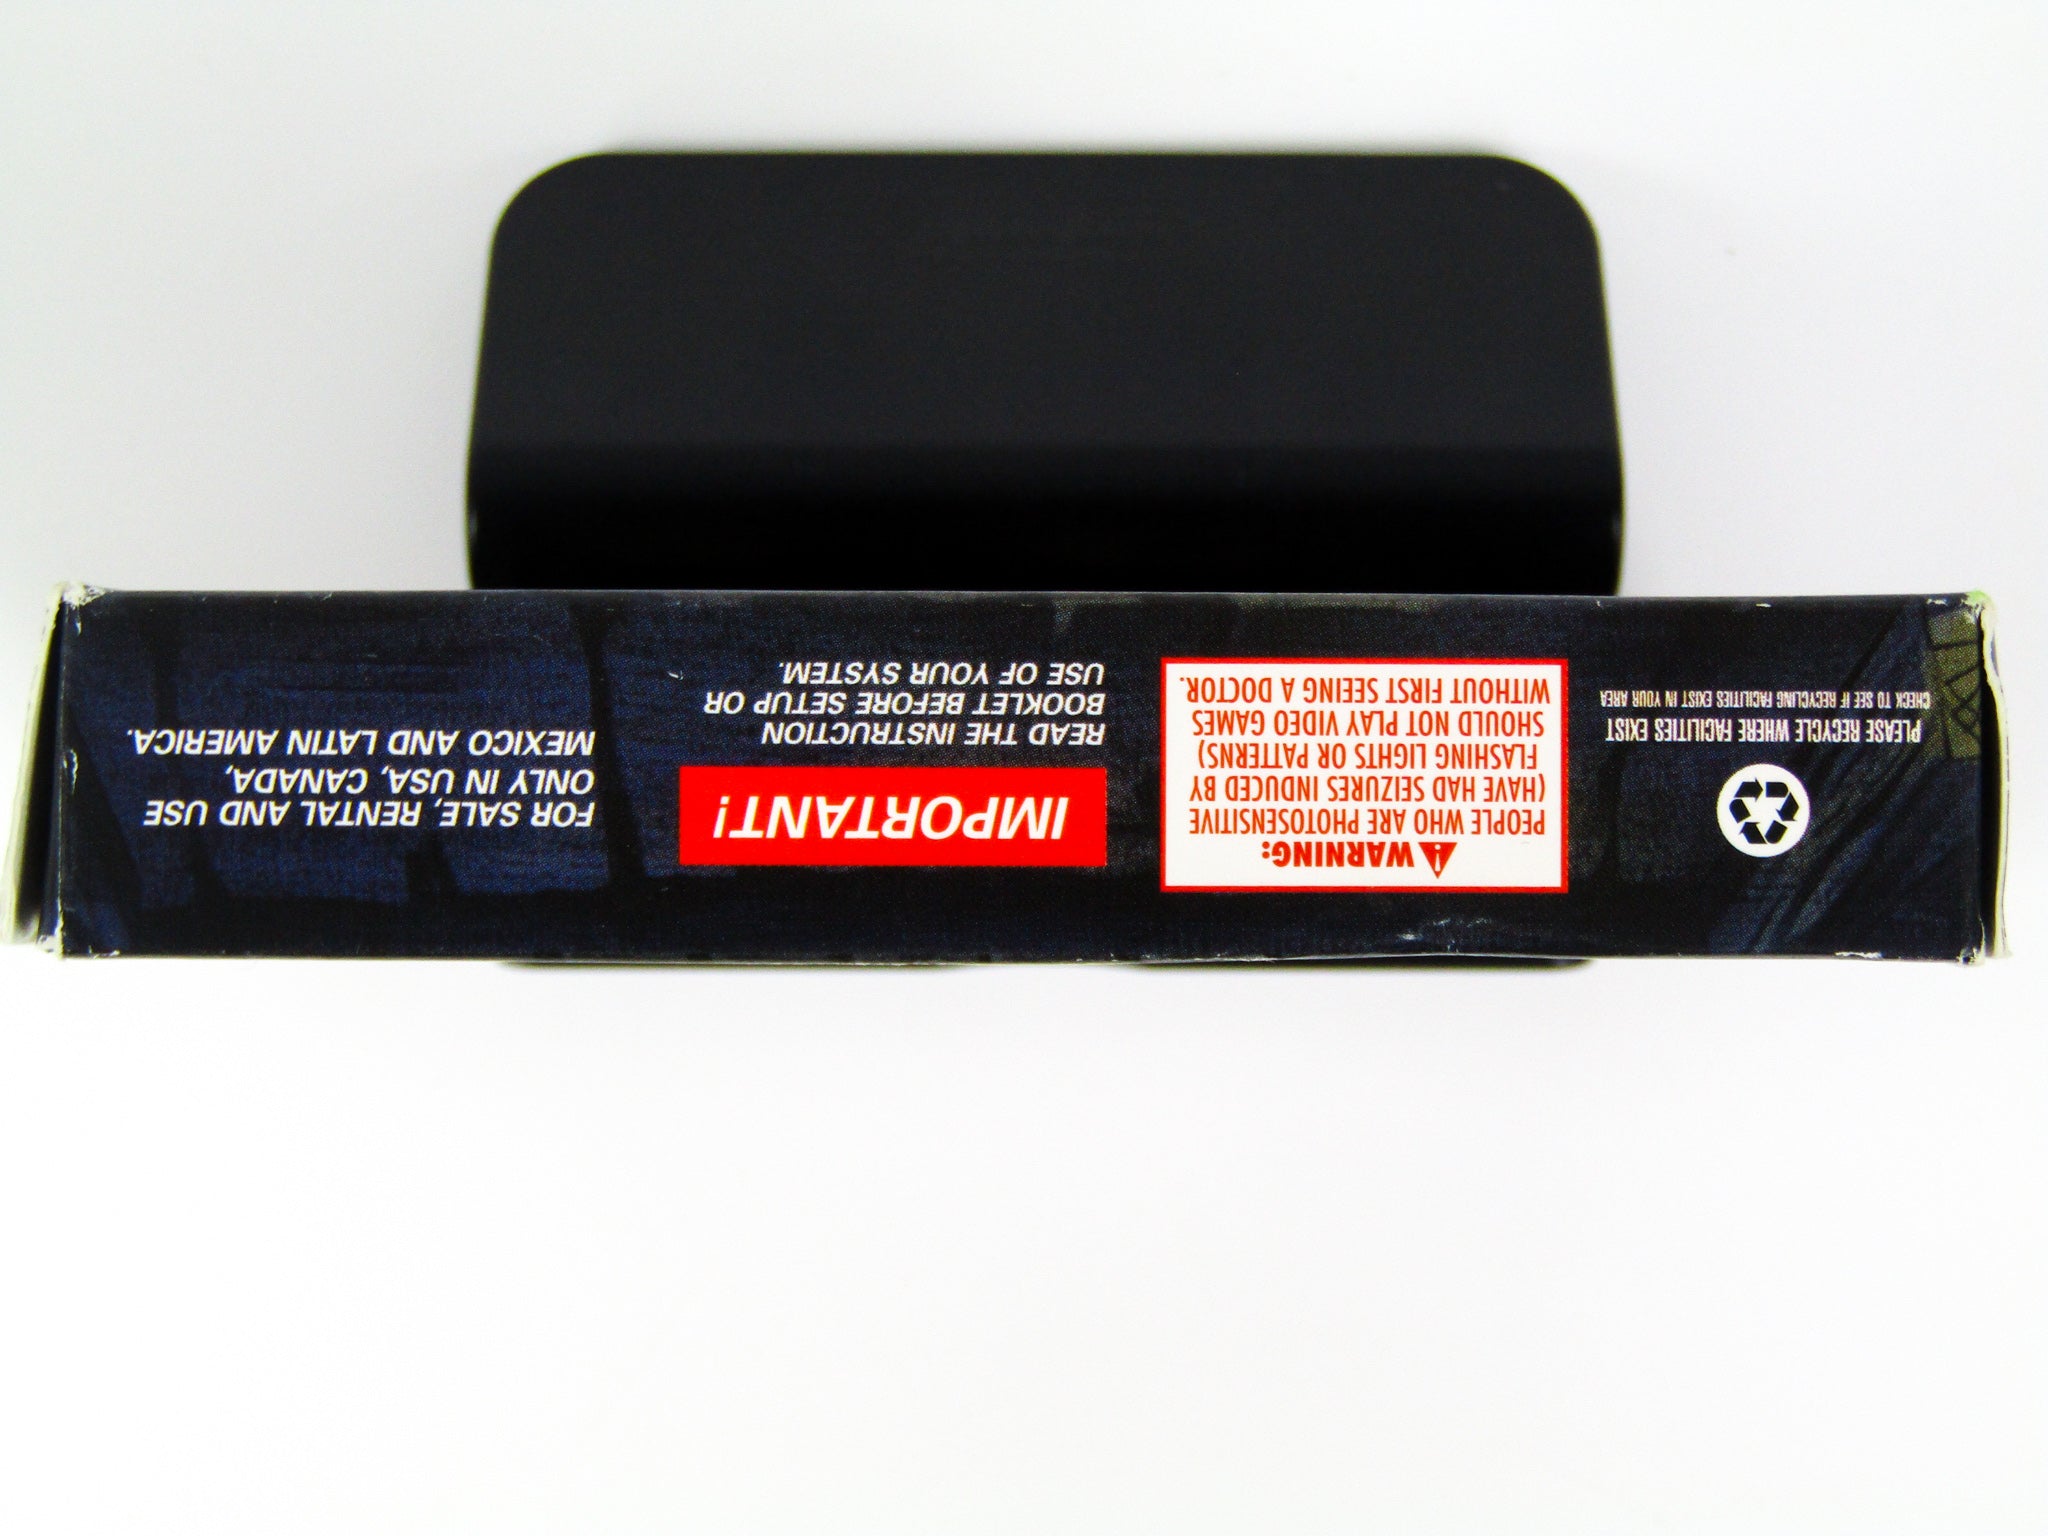 PLEASE RECYCLE WHERE FACILITIES EXIST
CHECK TO SEE IF RECYCLING FACILITIES EXIST IN YOUR AREA
WARNING:
PEOPLE WHO ARE PHOTOSENSITIVE
(HAVE HAD SEIZURES INDUCED BY
FLASHING LIGHTS OR PATTERNS)
SHOULD NOT PLAY VIDEO GAMES
WITHOUT FIRST SEEING A DOCTOR.
IMPORTANT!
READ THE INSTRUCTION
BOOKLET BEFORE SETUP OR
USE OF YOUR SYSTEM.
FOR SALE, RENTAL AND USE
ONLY IN USA, CANADA,
MEXICO AND LATIN AMERICA.